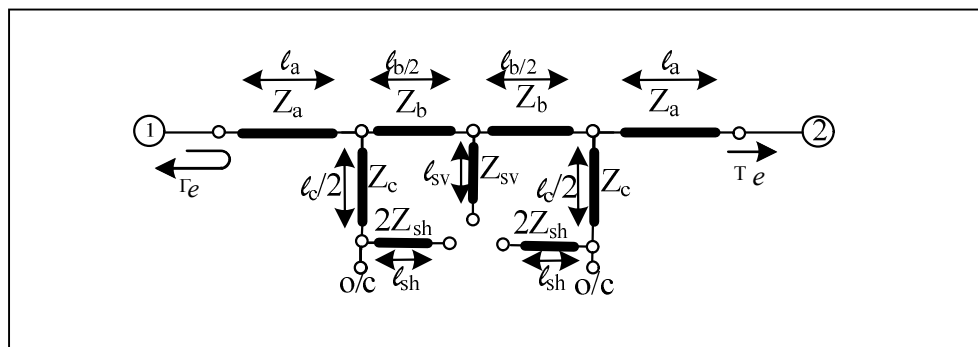 ℓa ℓb/2 ℓb/2 ℓa
Za Zb Zb Za
1 2
Γe T e
ℓc/2 Zc ℓsv Zsv ℓc/2 Zc
2Zsh 2Zsh
ℓsh ℓsh
o/c o/c